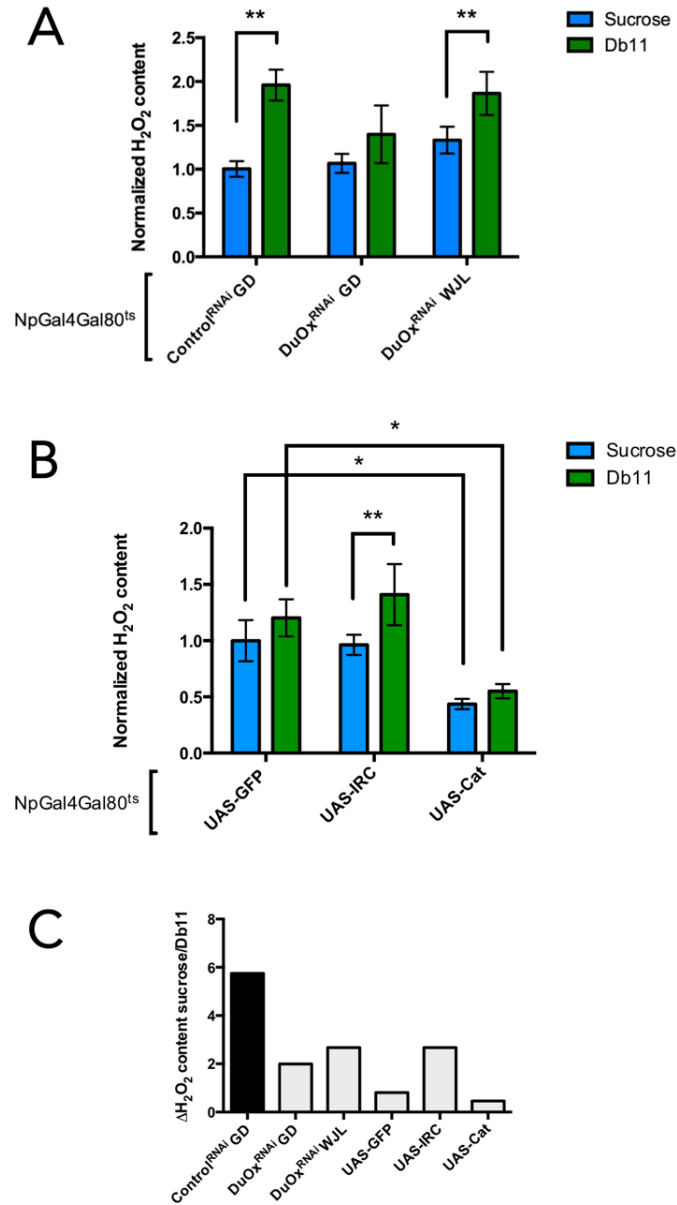 A
**
**
Sucrose
Db11
Normalized H₂O₂ content
2.5
2.0
1.5
1.0
0.5
0.0
NpGal4Gal80ᵗˢ
Controlᴿᴺᴬⁱ GD
DuOxᴿᴺᴬⁱ GD
DuOxᴿᴺᴬⁱ WJL
B
*
*
**
Sucrose
Db11
Normalized H₂O₂ content
2.0
1.5
1.0
0.5
0.0
NpGal4Gal80ᵗˢ
UAS-GFP
UAS-IRC
UAS-Cat
C
ΔH₂O₂ content sucrose/Db11
8
6
4
2
0
Controlᴿᴺᴬⁱ GD
DuOxᴿᴺᴬⁱ GD
DuOxᴿᴺᴬⁱ WJL
UAS-GFP
UAS-IRC
UAS-Cat